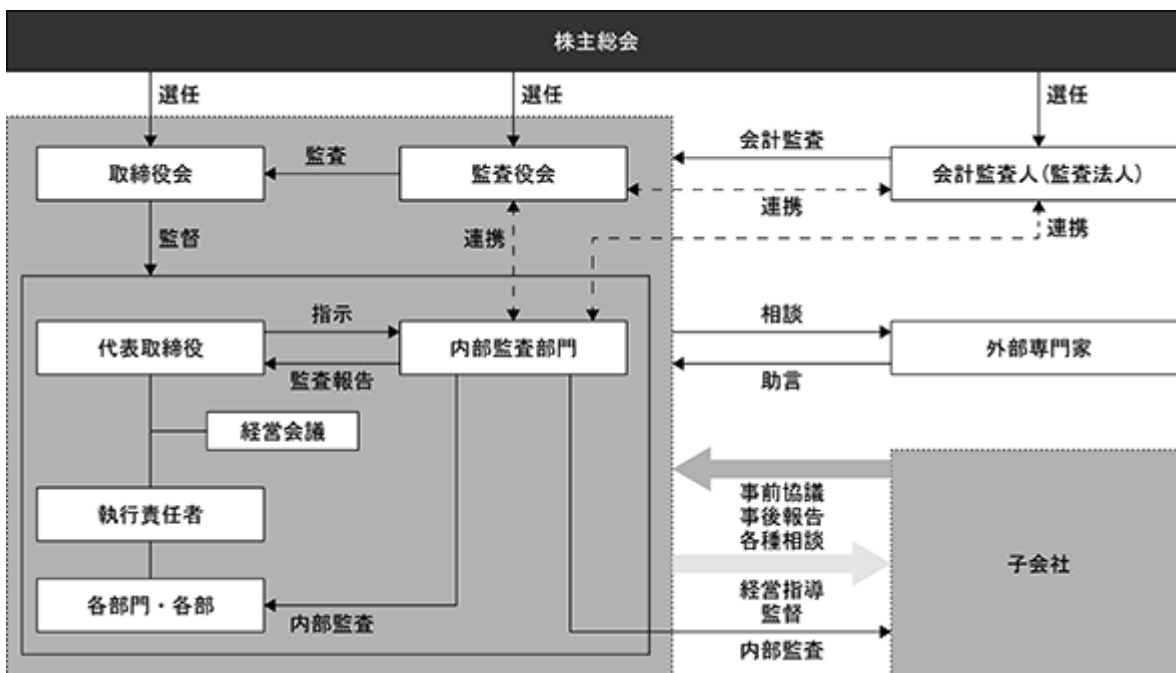 株主総会
選任
選任
選任
取締役会
監査
監査役会
会計監査
会計監査人(監査法人)
連携
監督
連携
連携
代表取締役
指示
監査報告
内部監査部門
相談
助言
外部専門家
経営会議
執行責任者
事前協議
事後報告
各種相談
子会社
各部門・各部
内部監査
経営指導
監督
内部監査